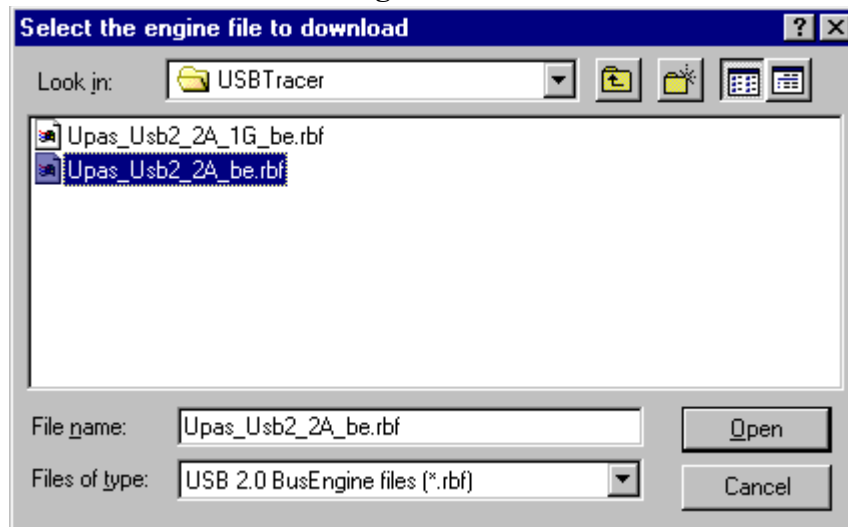 Select the engine file to download
Look in: USBTracer
Upas_Usb2_2A_1G_be.rbf
Upas_Usb2_2A_be.rbf
File name: Upas_Usb2_2A_be.rbf Open
Files of type: USB 2.0 BusEngine files (*.rbf) Cancel